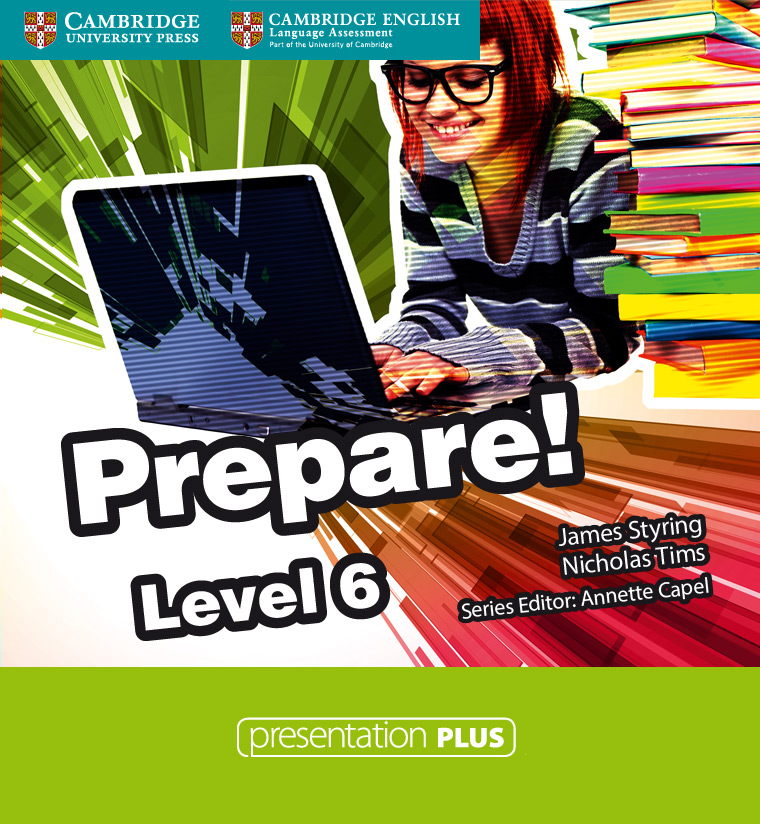 CAMBRIDGE
UNIVERSITY PRESS
CAMBRIDGE ENGLISH
Language Assessment
Part of the University of Cambridge
Prepare!
Level 6
James Styring
Nicholas Tims
Series Editor: Annette Capel
presentation PLUS